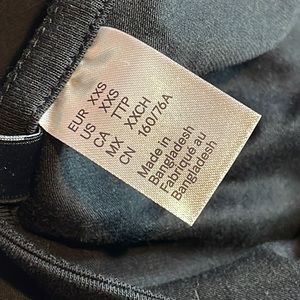 EUR XXS
US XXS
CA TTP
MX XXCH
CN 160/76A
Made in
Bangladesh
Fabriqué au
Bangladesh